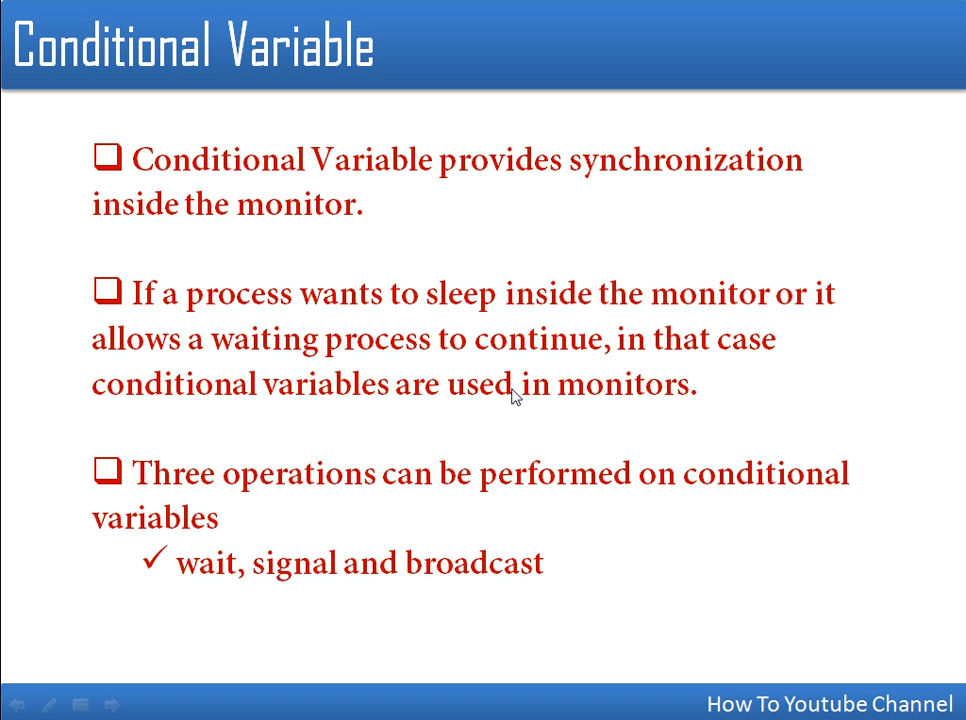 Conditional Variable
❑ Conditional Variable provides synchronization
inside the monitor.
❑ If a process wants to sleep inside the monitor or it
allows a waiting process to continue, in that case
conditional variables are used in monitors.
❑ Three operations can be performed on conditional
variables
✓ wait, signal and broadcast
How To Youtube Channel